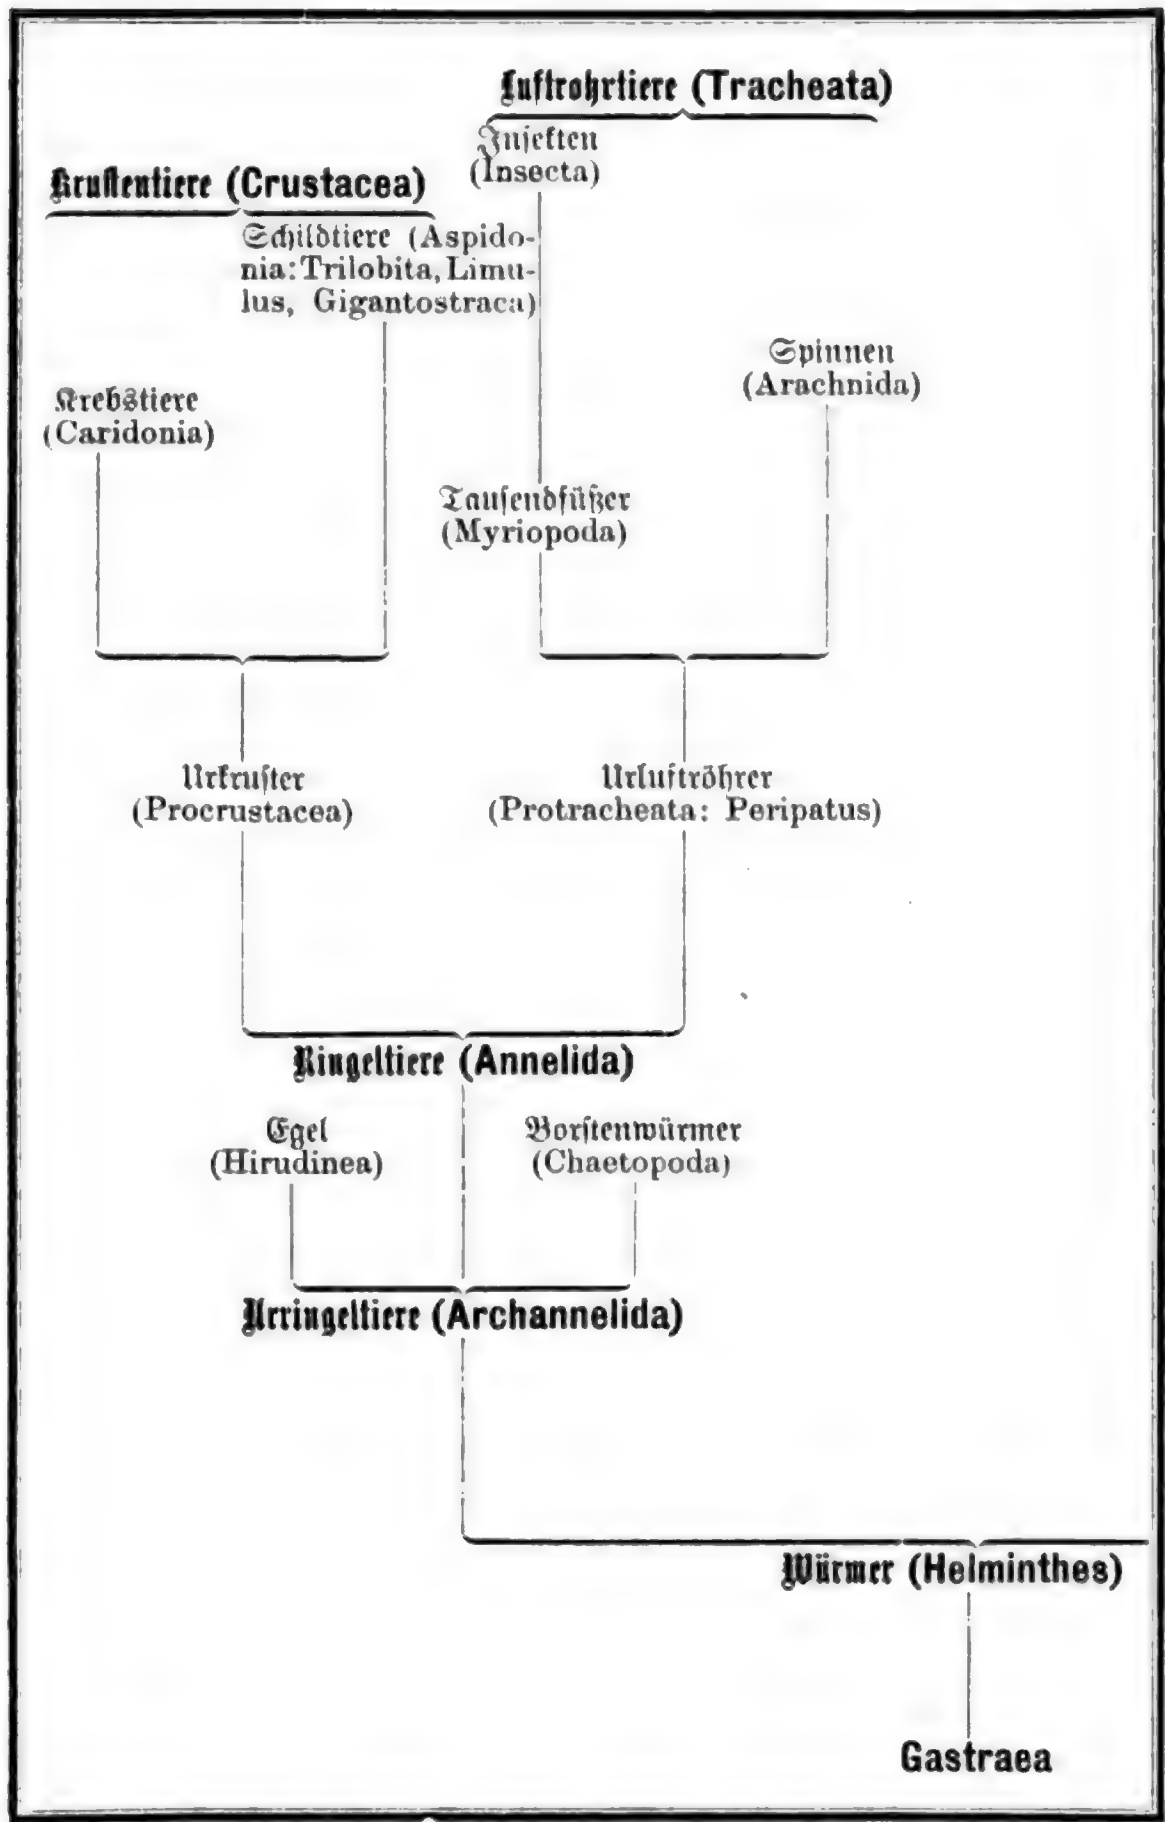 Luftrohrtiere (Tracheata)
Insekten
(Insecta)
Krustentiere (Crustacea)
Schildtiere (Aspido-
nia: Trilobita, Limu-
lus, Gigantostraca)
Spinnen
(Arachnida)
Krebstiere
(Caridonia)
Tausendfüßer
(Myriopoda)
Urkruster
(Procrustacea)
Urluftröhrer
(Protracheata: Peripatus)
Ringeltiere (Annelida)
Egel
(Hirudinea)
Borstenwürmer
(Chaetopoda)
Urringeltiere (Archannelida)
Würmer (Helminthes)
Gastraea